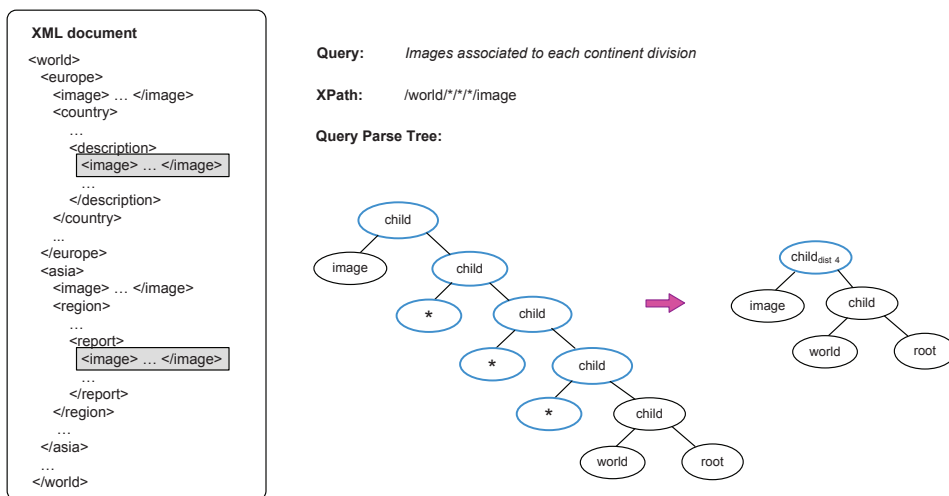 XML document
<world>
<europe>
<image> … </image>
<country>
…
<description>
<image> … </image>
…
</description>
</country>
...
</europe>
<asia>
<image> … </image>
<region>
…
<report>
<image> … </image>
…
</report>
</region>
…
</asia>
…
</world>
Query: Images associated to each continent division
XPath: /world/*/*/*/image
Query Parse Tree:
child
image child
* child
* child
* child
world root
child dist 4
image child
world root